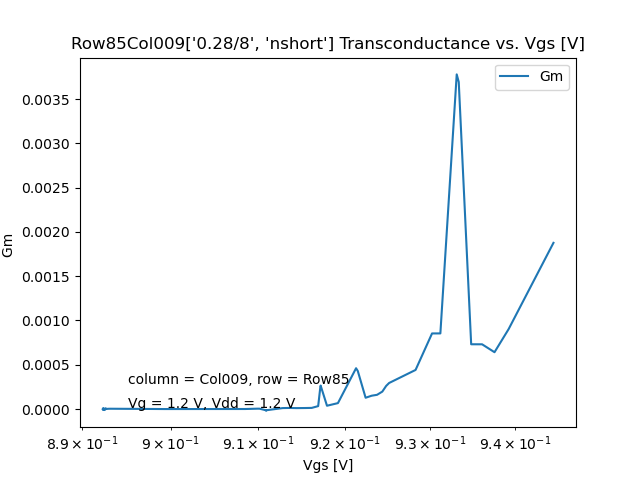 Row85Col009['0.28/8', 'nshort'] Transconductance vs. Vgs [V]
Gm
0.0035
0.0030
0.0025
0.0020
0.0015
0.0010
0.0005
0.0000
Gm
column = Col009, row = Row85
Vg = 1.2 V, Vdd = 1.2 V
8.9 × 10⁻¹ 9 × 10⁻¹ 9.1 × 10⁻¹ 9.2 × 10⁻¹ 9.3 × 10⁻¹ 9.4 × 10⁻¹
Vgs [V]